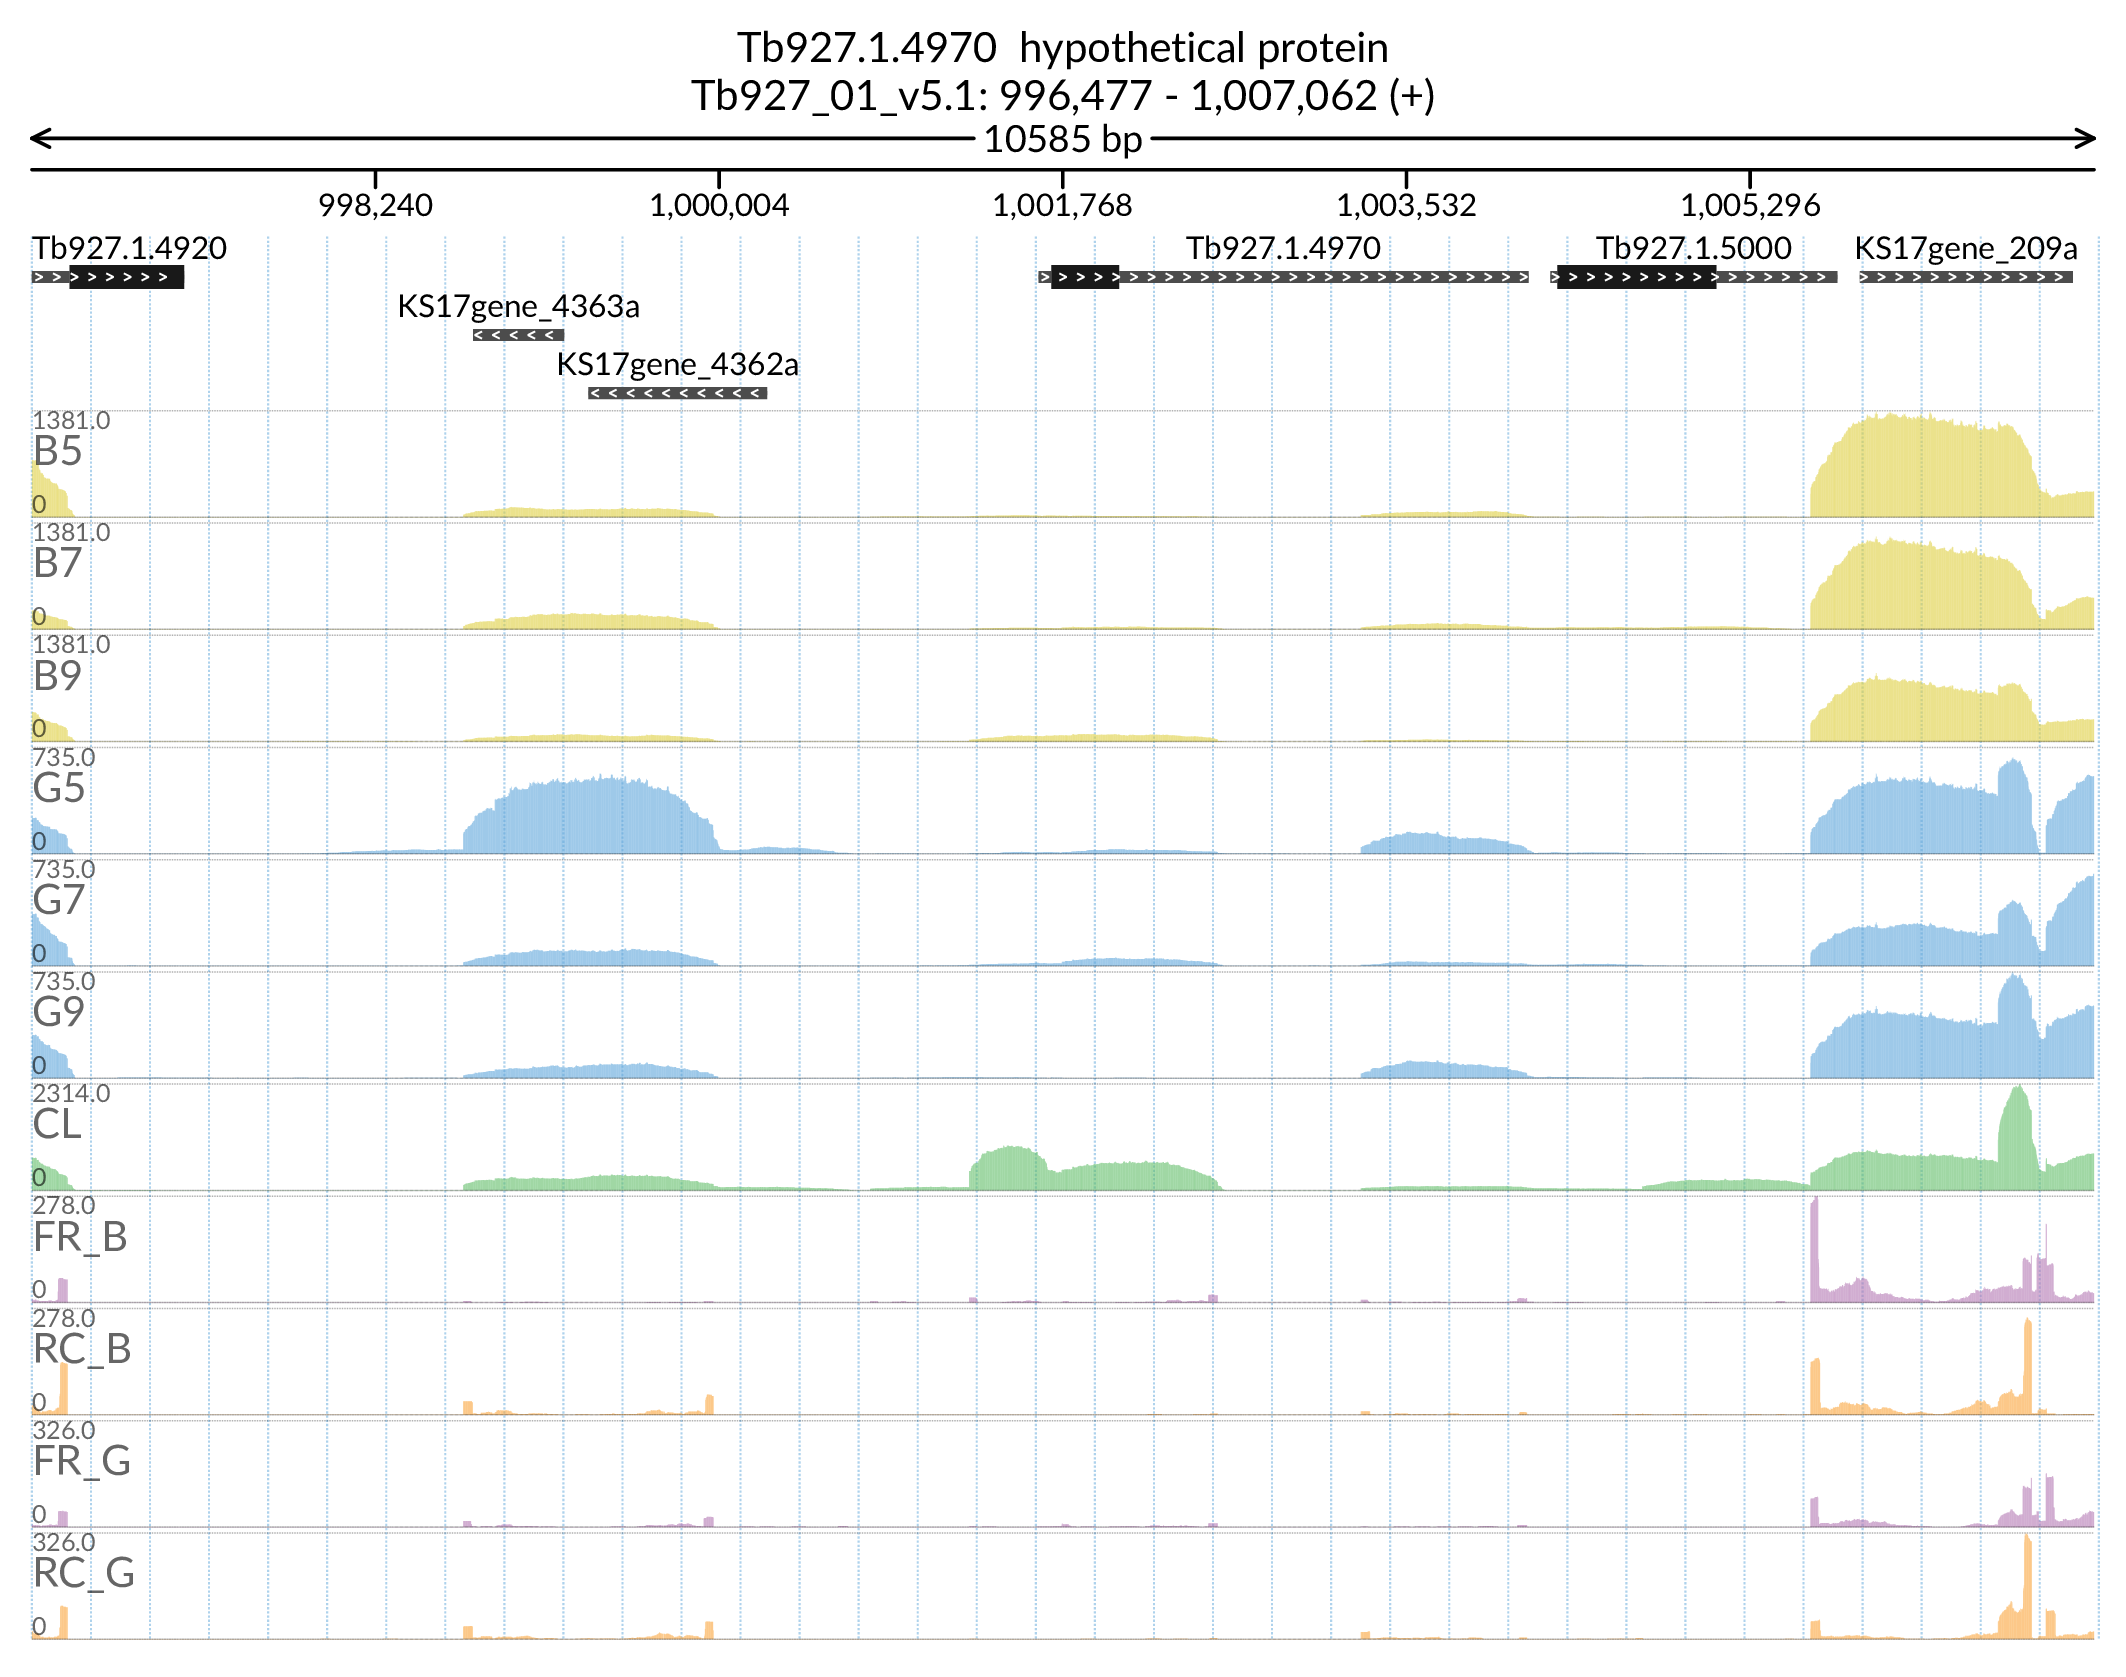 Tb927.1.4970  hypothetical protein
Tb927_01_v5.1: 996,477 - 1,007,062 (+)
10585 bp
998,240 1,000,004 1,001,768 1,003,532 1,005,296
Tb927.1.4920 Tb927.1.4970 Tb927.1.5000 KS17gene_209a
KS17gene_4363a
KS17gene_4362a
1381.0
B5
0
1381.0
B7
0
1381.0
B9
0
735.0
G5
0
735.0
G7
0
735.0
G9
0
2314.0
CL
0
278.0
FR_B
0
278.0
RC_B
0
326.0
FR_G
0
326.0
RC_G
0